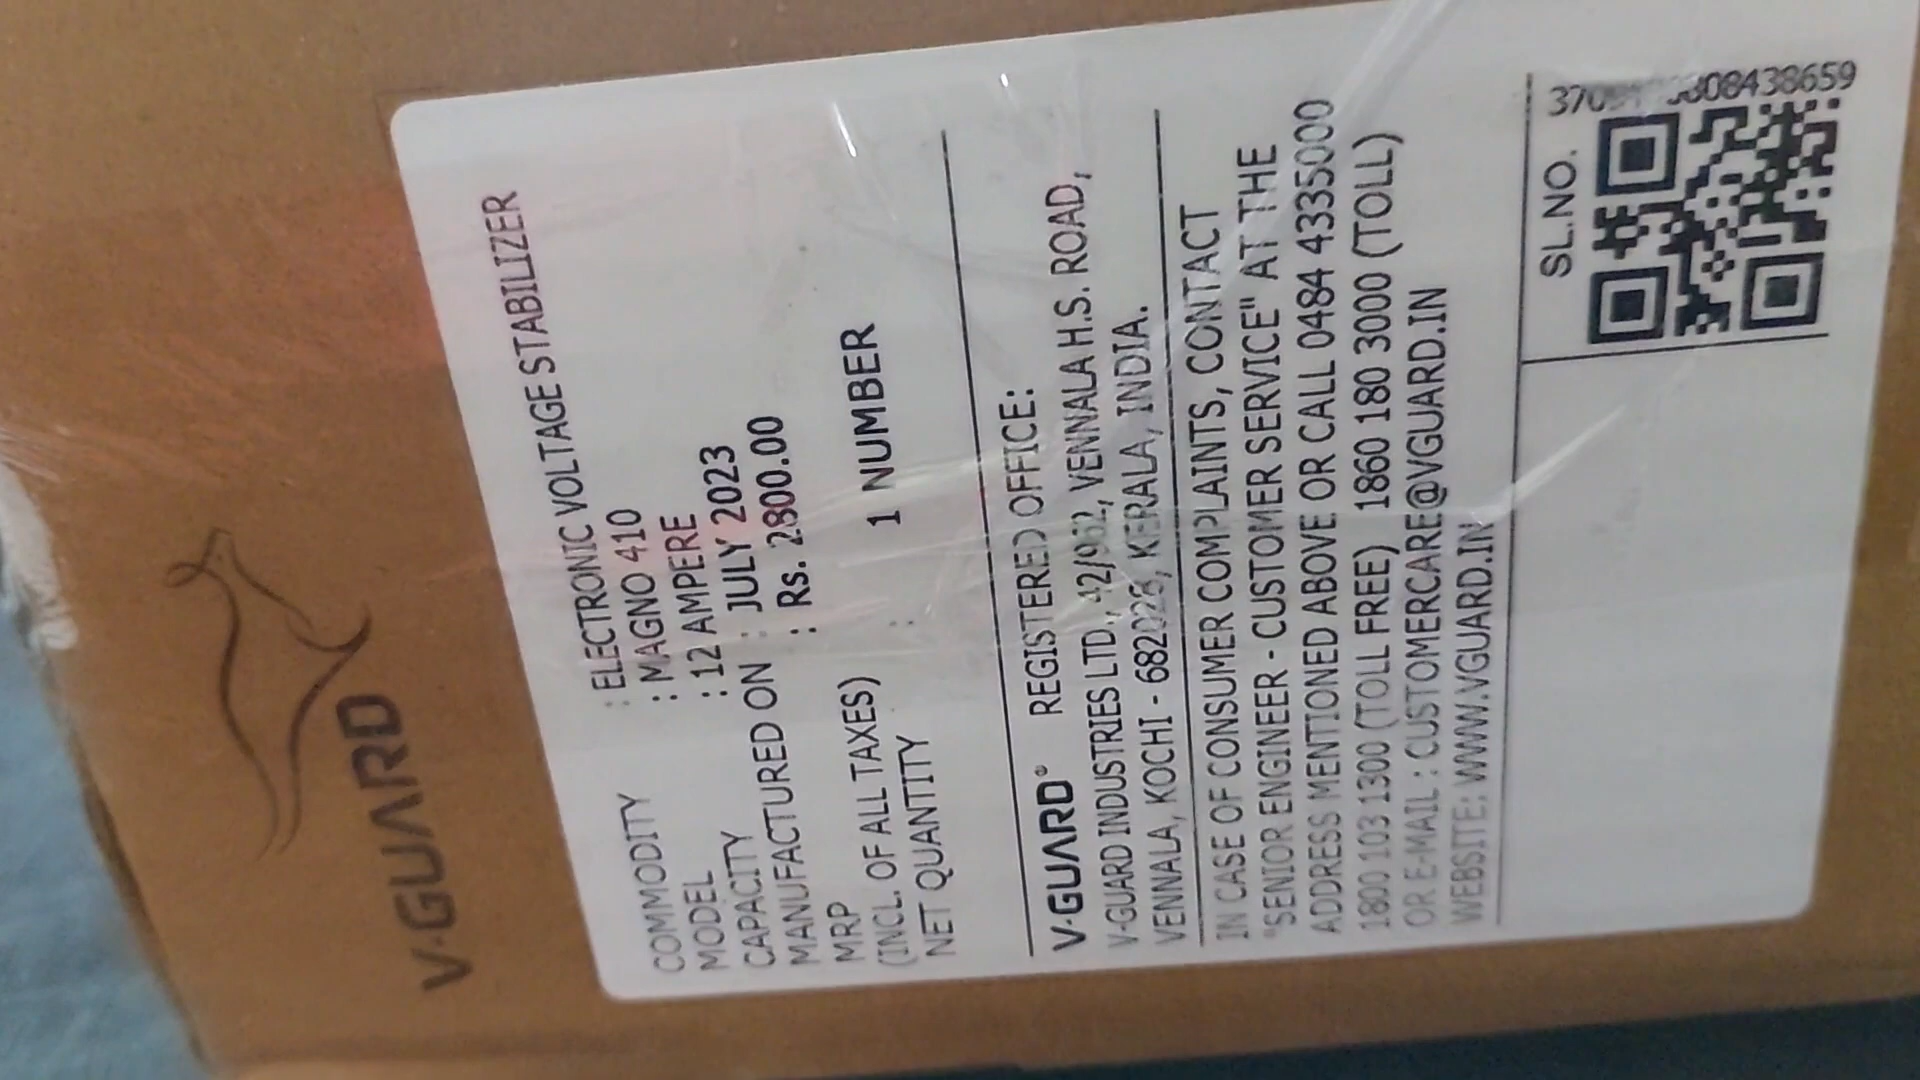 V-GUARD
COMMODITY : ELECTRONIC VOLTAGE STABILIZER
MODEL : MAGNO 410
CAPACITY : 12 AMPERE
MANUFACTURED ON : JULY 2023
MRP : Rs. 2800.00
(INCL. OF ALL TAXES)
NET QUANTITY : 1 NUMBER
V-GUARD® REGISTERED OFFICE:
V-GUARD INDUSTRIES LTD., VENNALA H.S. ROAD,
VENNALA, KOCHI - KERALA, INDIA.
IN CASE OF CONSUMER COMPLAINTS, CONTACT
"SENIOR ENGINEER - CUSTOMER SERVICE" AT THE
ADDRESS MENTIONED ABOVE OR CALL 0484 4335000
1800 103 1300 (TOLL FREE) 1860 180 3000 (TOLL)
OR E-MAIL : CUSTOMERCARE@VGUARD.IN
WEBSITE: WWW.VGUARD.IN
SL.NO.